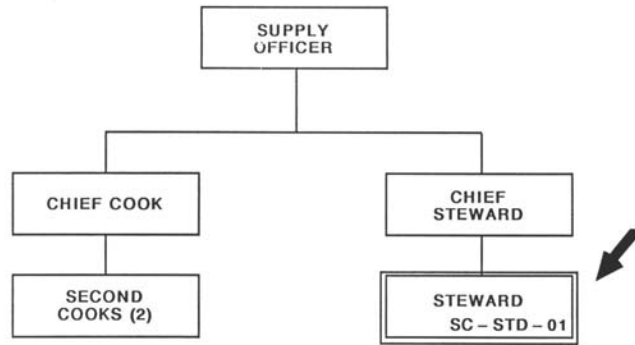 SUPPLY
OFFICER
CHIEF COOK
CHIEF
STEWARD
SECOND
COOKS (2)
STEWARD
SC – STD – 01